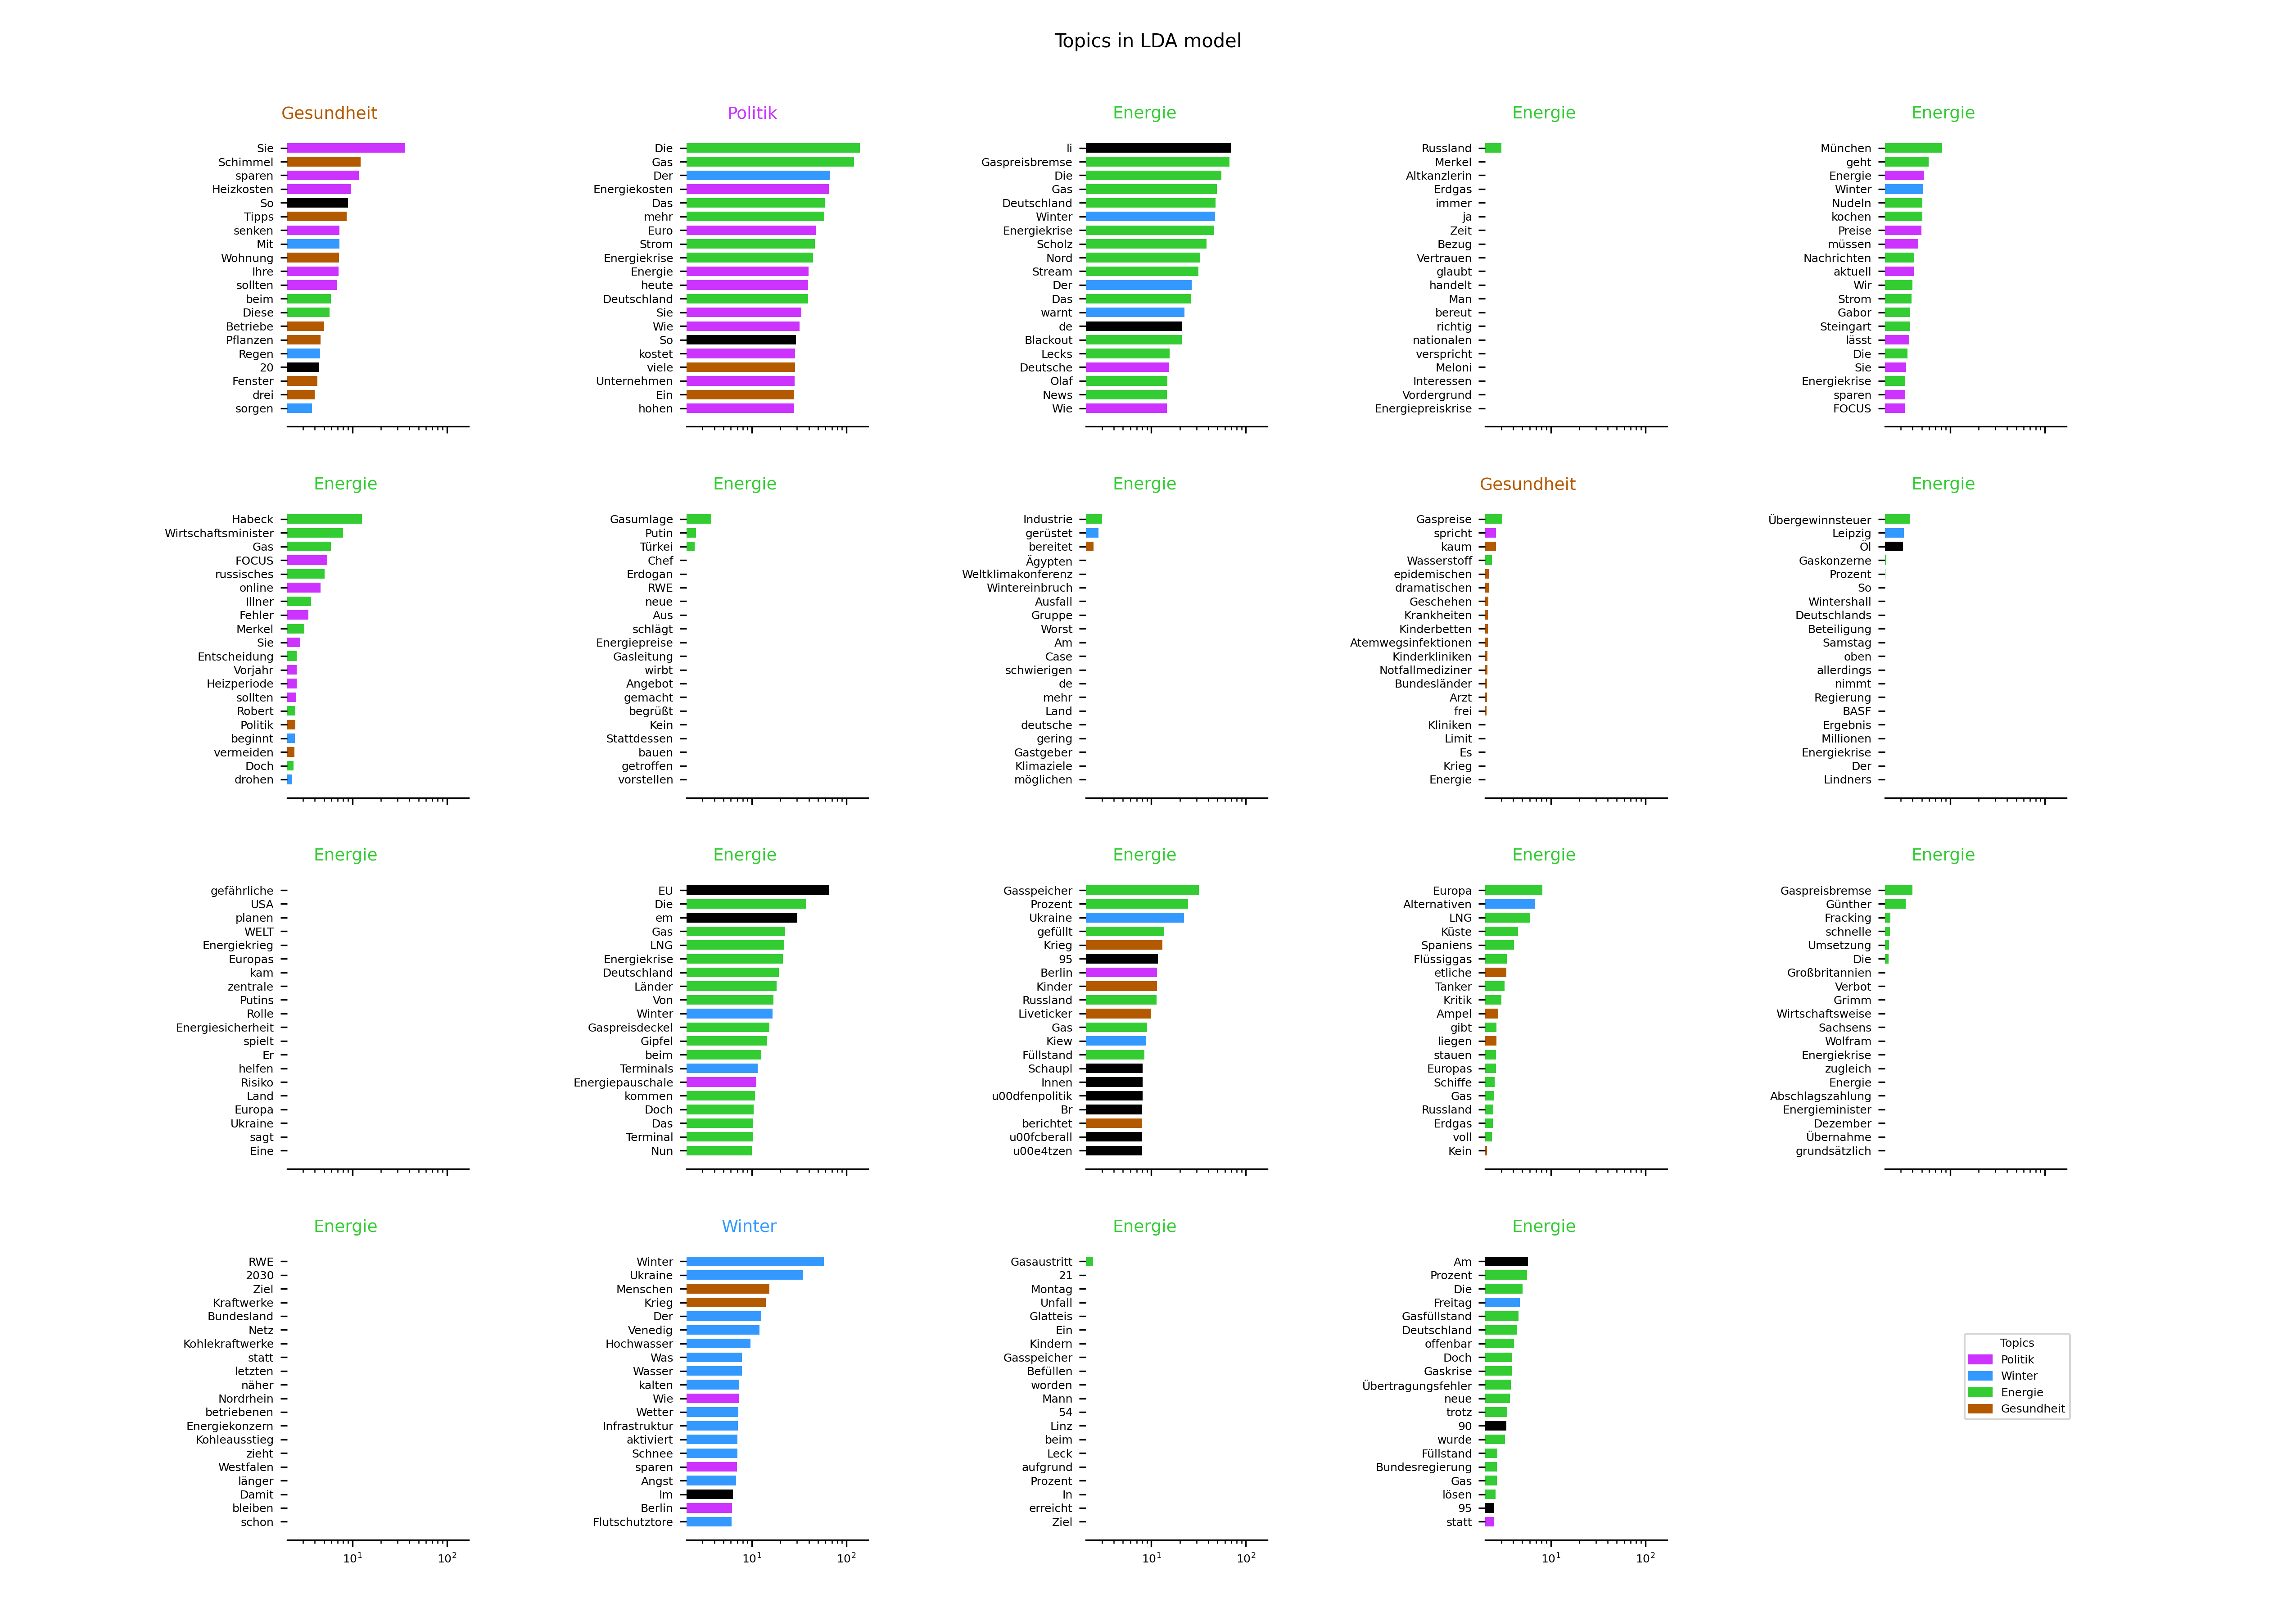 Topics in LDA model
Gesundheit
Sie
Schimmel
sparen
Heizkosten
So
Tipps
senken
Mit
Wohnung
Ihre
sollten
beim
Diese
Betriebe
Pflanzen
Regen
20
Fenster
drei
sorgen
Politik
Die
Gas
Der
Energiekosten
Das
mehr
Euro
Strom
Energiekrise
Energie
heute
Deutschland
Sie
Wie
So
kostet
viele
Unternehmen
Ein
hohen
Energie
li
Gaspreisbremse
Die
Gas
Deutschland
Winter
Energiekrise
Scholz
Nord
Stream
Der
Das
warnt
de
Blackout
Lecks
Deutsche
Olaf
News
Wie
Energie
Russland
Merkel
Altkanzlerin
Erdgas
immer
ja
Zeit
Bezug
Vertrauen
glaubt
handelt
Man
bereut
richtig
nationalen
verspricht
Meloni
Interessen
Vordergrund
Energiepreiskrise
Energie
München
geht
Energie
Winter
Nudeln
kochen
Preise
müssen
Nachrichten
aktuell
Wir
Strom
Gabor
Steingart
lässt
Die
Sie
Energiekrise
sparen
FOCUS
Energie
Habeck
Wirtschaftsminister
Gas
FOCUS
russisches
online
Illner
Fehler
Merkel
Sie
Entscheidung
Vorjahr
Heizperiode
sollten
Robert
Politik
beginnt
vermeiden
Doch
drohen
Energie
Gasumlage
Putin
Türkei
Chef
Erdogan
RWE
neue
Aus
schlägt
Energiepreise
Gasleitung
wirbt
Angebot
gemacht
begrüßt
Kein
Stattdessen
bauen
getroffen
vorstellen
Energie
Industrie
gerüstet
bereitet
Ägypten
Weltklimakonferenz
Wintereinbruch
Ausfall
Gruppe
Worst
Am
Case
schwierigen
de
mehr
Land
deutsche
gering
Gastgeber
Klimaziele
möglichen
Gesundheit
Gaspreise
spricht
kaum
Wasserstoff
epidemischen
dramatischen
Geschehen
Krankheiten
Kinderbetten
Atemwegsinfektionen
Kinderkliniken
Notfallmediziner
Bundesländer
Arzt
frei
Kliniken
Limit
Es
Krieg
Energie
Energie
Übergewinnsteuer
Leipzig
Öl
Gaskonzerne
Prozent
So
Wintershall
Deutschlands
Beteiligung
Samstag
oben
allerdings
nimmt
Regierung
BASF
Ergebnis
Millionen
Energiekrise
Der
Lindners
Energie
gefährliche
USA
planen
WELT
Energiekrieg
Europas
kam
zentrale
Putins
Rolle
Energiesicherheit
spielt
Er
helfen
Risiko
Land
Europa
Ukraine
sagt
Eine
Energie
EU
Die
em
Gas
LNG
Energiekrise
Deutschland
Länder
Von
Winter
Gaspreisdeckel
Gipfel
beim
Terminals
Energiepauschale
kommen
Doch
Das
Terminal
Nun
Energie
Gasspeicher
Prozent
Ukraine
gefüllt
Krieg
95
Berlin
Kinder
Russland
Liveticker
Gas
Kiew
Füllstand
Schaupl
Innen
u00dfenpolitik
Br
berichtet
u00fcberall
u00e4tzen
Energie
Europa
Alternativen
LNG
Küste
Spaniens
Flüssiggas
etliche
Tanker
Kritik
Ampel
gibt
liegen
stauen
Europas
Schiffe
Gas
Russland
Erdgas
voll
Kein
Energie
Gaspreisbremse
Günther
Fracking
schnelle
Umsetzung
Die
Großbritannien
Verbot
Grimm
Wirtschaftsweise
Sachsens
Wolfram
Energiekrise
zugleich
Energie
Abschlagszahlung
Energieminister
Dezember
Übernahme
grundsätzlich
Energie
RWE
2030
Ziel
Kraftwerke
Bundesland
Netz
Kohlekraftwerke
statt
letzten
näher
Nordrhein
betriebenen
Energiekonzern
Kohleausstieg
zieht
Westfalen
länger
Damit
bleiben
schon
10¹ 10²
Winter
Winter
Ukraine
Menschen
Krieg
Der
Venedig
Hochwasser
Was
Wasser
kalten
Wie
Wetter
Infrastruktur
aktiviert
Schnee
sparen
Angst
Im
Berlin
Flutschutztore
10¹ 10²
Energie
Gasaustritt
21
Montag
Unfall
Glatteis
Ein
Kindern
Gasspeicher
Befüllen
worden
Mann
54
Linz
beim
Leck
aufgrund
Prozent
In
erreicht
Ziel
10¹ 10²
Energie
Am
Prozent
Die
Freitag
Gasfüllstand
Deutschland
offenbar
Doch
Gaskrise
Übertragungsfehler
neue
trotz
90
wurde
Füllstand
Bundesregierung
Gas
lösen
95
statt
10¹ 10²
Topics
Politik
Winter
Energie
Gesundheit